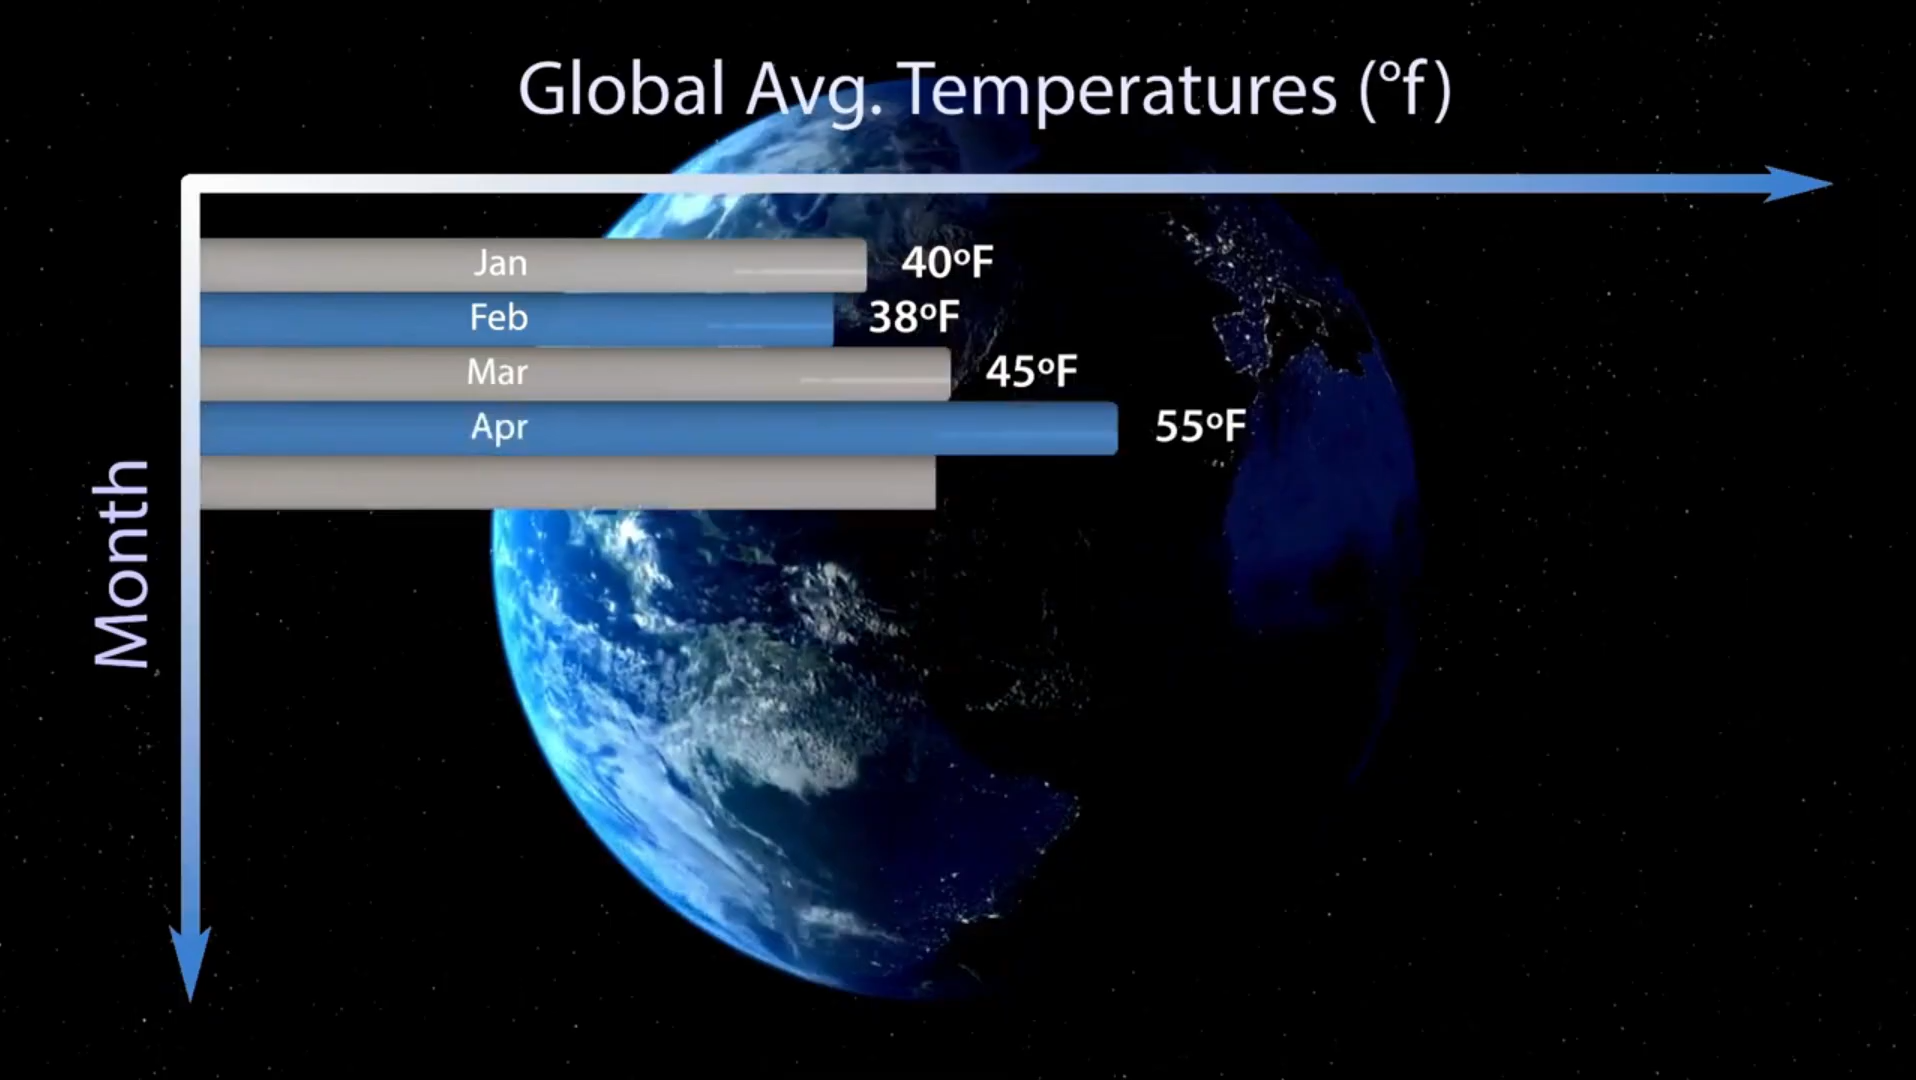 Global Avg. Temperatures (°f)
Jan 40ºF
Feb 38ºF
Mar 45ºF
Apr 55ºF
Month